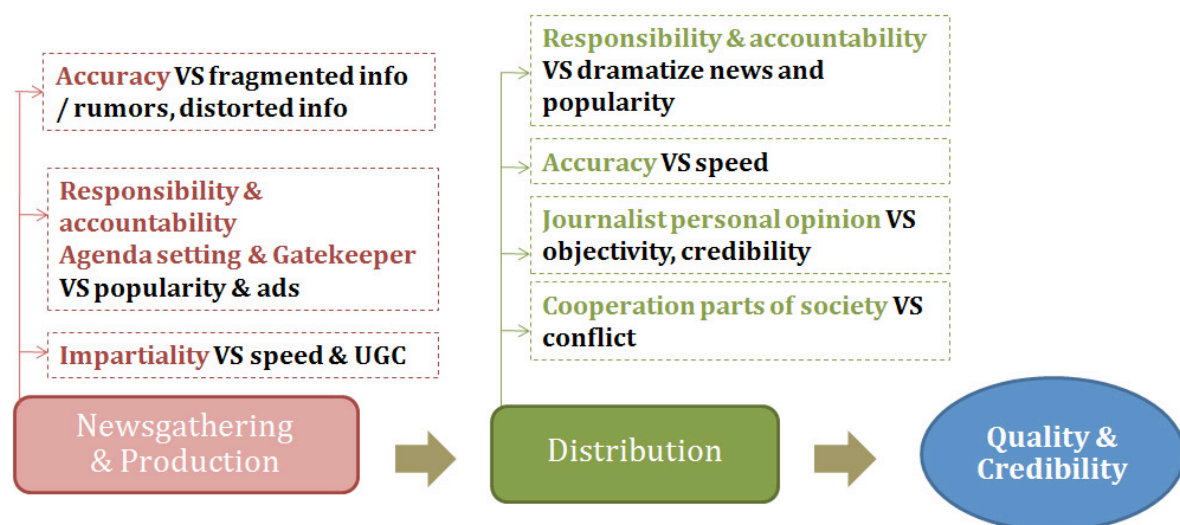 Accuracy VS fragmented info
/ rumors, distorted info
Responsibility &
accountability
Agenda setting & Gatekeeper
VS popularity & ads
Impartiality VS speed & UGC
Newsgathering
& Production
Responsibility & accountability
VS dramatize news and
popularity
Accuracy VS speed
Journalist personal opinion VS
objectivity, credibility
Cooperation parts of society VS
conflict
Distribution
Quality &
Credibility